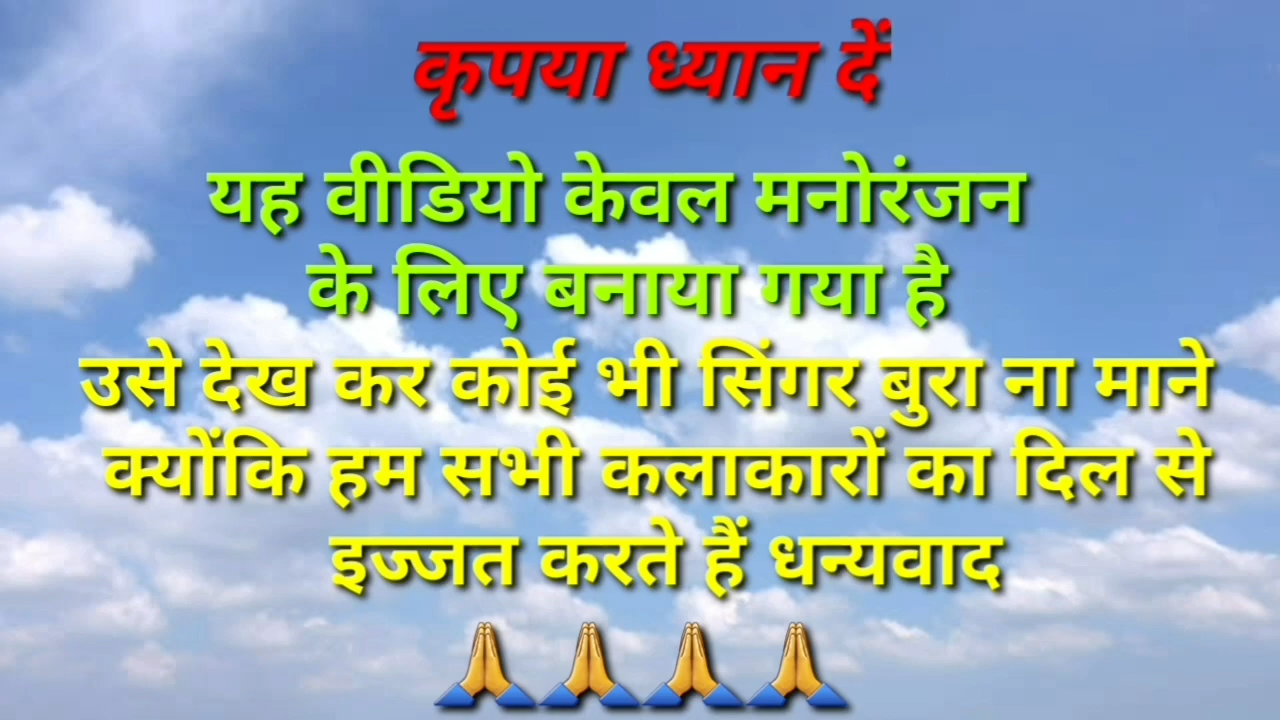 कृपया ध्यान दें
यह वीडियो केवल मनोरंजन
के लिए बनाया गया है
उसे देख कर कोई भी सिंगर बुरा ना माने
क्योंकि हम सभी कलाकारों का दिल से
इज्जत करते हैं धन्यवाद
🙏🙏🙏🙏